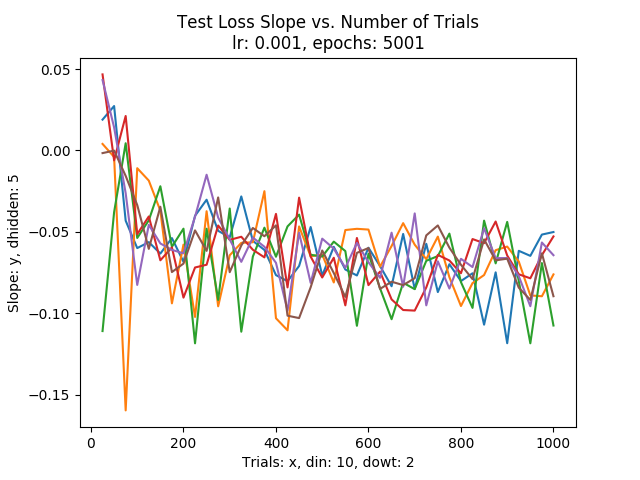 Test Loss Slope vs. Number of Trials
lr: 0.001, epochs: 5001
Slope: y, dhidden: 5
0.05
0.00
−0.05
−0.10
−0.15
0 200 400 600 800 1000
Trials: x, din: 10, dowt: 2